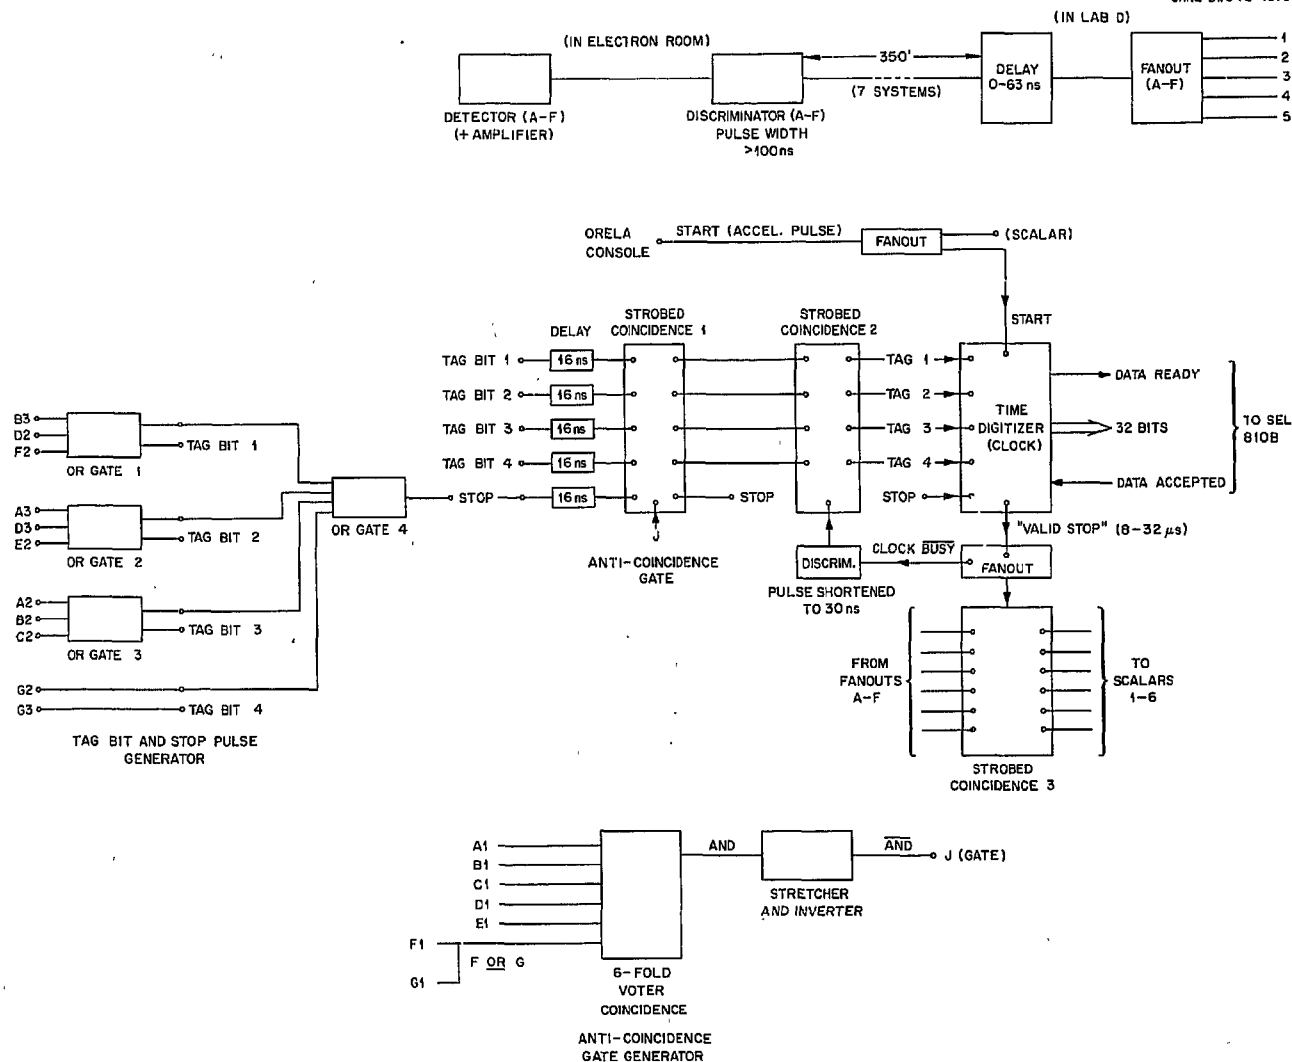 (IN LAB D)
(IN ELECTRON ROOM)
350'
DELAY
0-63 ns
FANOUT
(A-F)
1
2
3
4
5
(7 SYSTEMS)
DETECTOR (A-F)
(+ AMPLIFIER)
DISCRIMINATOR (A-F)
PULSE WIDTH
>100ns
ORELA
CONSOLE
START (ACCEL. PULSE)
FANOUT
(SCALAR)
START
DELAY
STROBED
COINCIDENCE 1
STROBED
COINCIDENCE 2
TAG BIT 1
16 ns
TAG 1
TAG BIT 2
16 ns
TAG 2
TAG BIT 3
16 ns
TAG 3
TAG BIT 4
16 ns
TAG 4
STOP
16 ns
STOP
STOP
TIME
DIGITIZER
(CLOCK)
DATA READY
32 BITS
DATA ACCEPTED
TO SEL
810B
B3
D2
F2
OR GATE 1
TAG BIT 1
A3
D3
E2
OR GATE 2
TAG BIT 2
A2
B2
C2
OR GATE 3
TAG BIT 3
G2
G3
TAG BIT 4
OR GATE 4
TAG BIT AND STOP PULSE
GENERATOR
J
ANTI-COINCIDENCE
GATE
DISCRIM.
PULSE SHORTENED
TO 30 ns
CLOCK BUSY
"VALID STOP" (8-32 µs)
FANOUT
FROM
FANOUTS
A-F
TO
SCALARS
1-6
STROBED
COINCIDENCE 3
A1
B1
C1
D1
E1
F1
F OR G
G1
6-FOLD
VOTER
COINCIDENCE
AND
AND
J (GATE)
STRETCHER
AND INVERTER
ANTI-COINCIDENCE
GATE GENERATOR